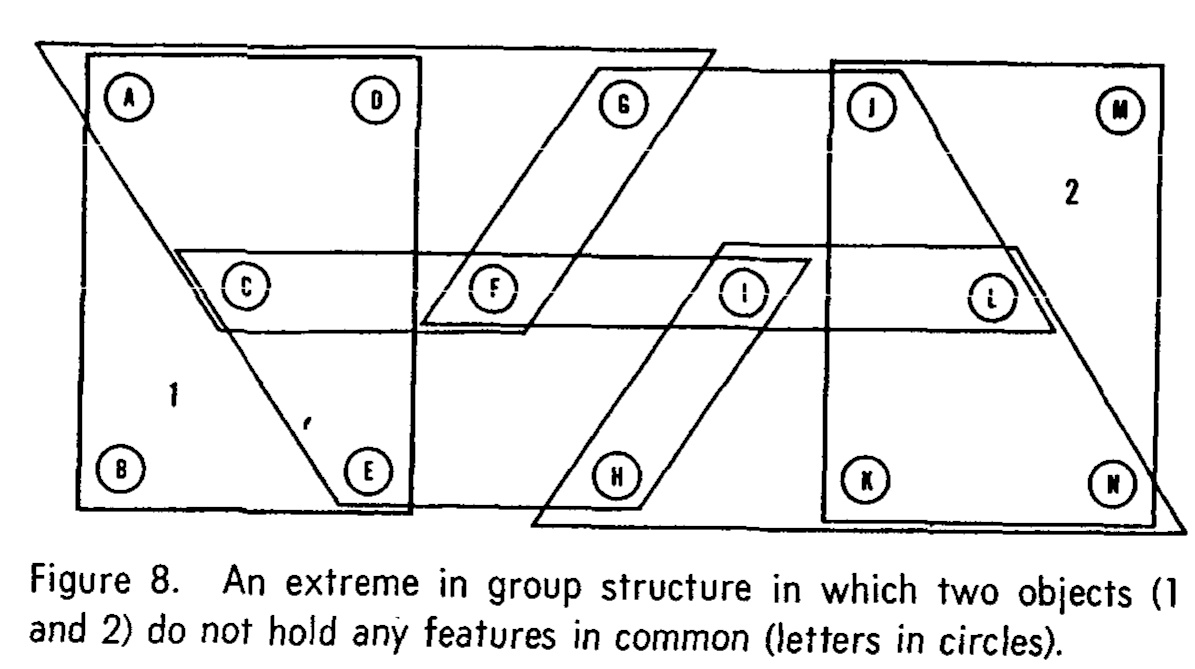 A D G J M
2
C F I L
1
B E H K N
Figure 8. An extreme in group structure in which two objects (1
and 2) do not hold any features in common (letters in circles).